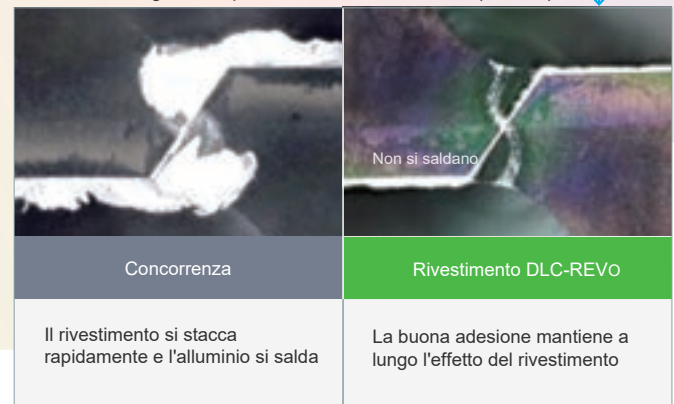 Non si saldano
Concorrenza
Rivestimento DLC-REVO
Il rivestimento si stacca
rapidamente e l'alluminio si salda
La buona adesione mantiene a
lungo l'effetto del rivestimento